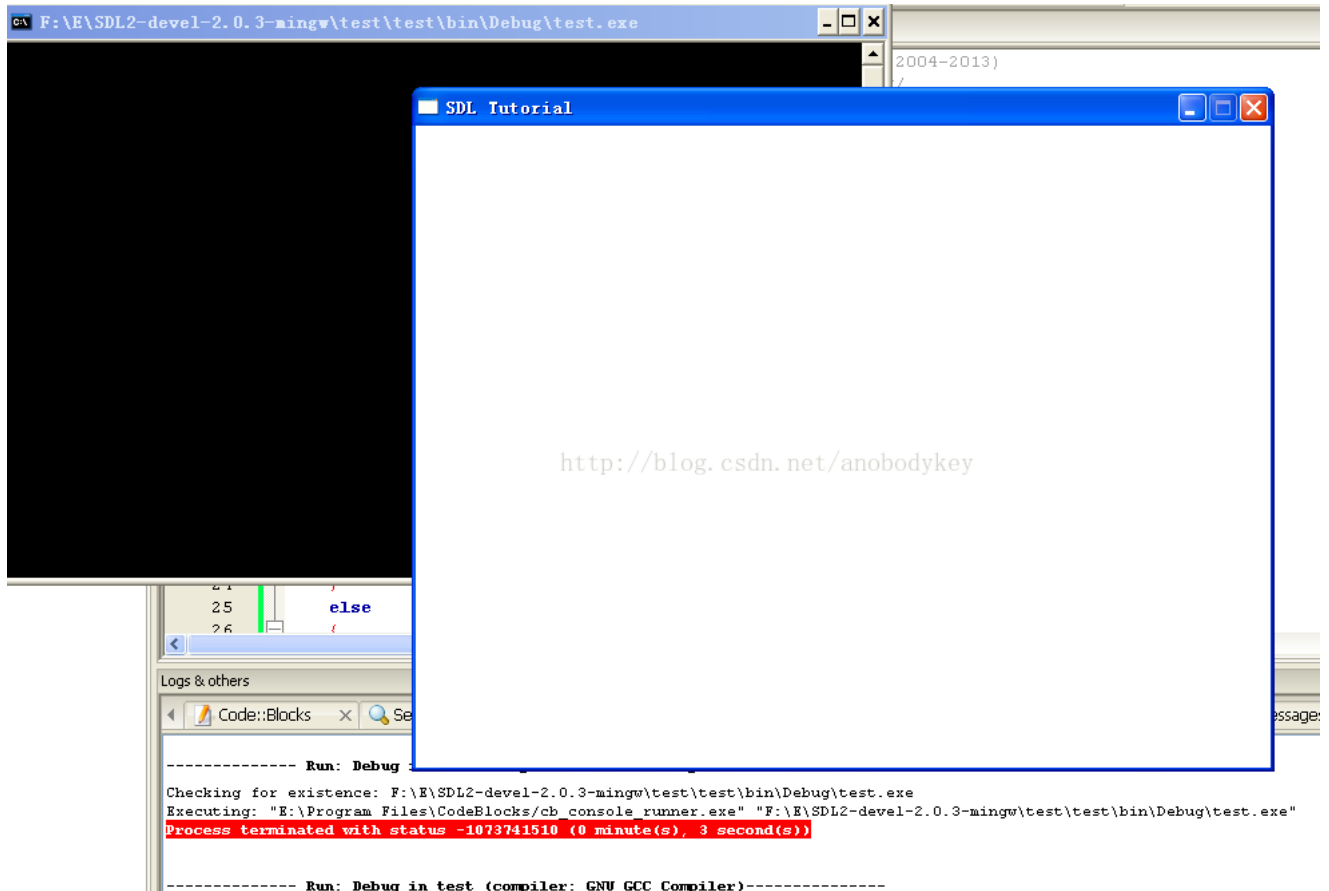 F:\E\SDL2-devel-2.0.3-mingw\test\test\bin\Debug\test.exe
2004-2013)
SDL Tutorial
http://blog.csdn.net/anobodykey
25 else
26 {
Logs & others
Code::Blocks
Se
essages
-------------- Run: Debug
Checking for existence: F:\E\SDL2-devel-2.0.3-mingw\test\test\bin\Debug\test.exe
Executing: "E:\Program Files\CodeBlocks/cb_console_runner.exe" "F:\E\SDL2-devel-2.0.3-mingw\test\test\bin\Debug\test.exe"
Process terminated with status -1073741510 (0 minute(s), 3 second(s))
-------------- Run: Debug in test (compiler: GNU GCC Compiler)---------------